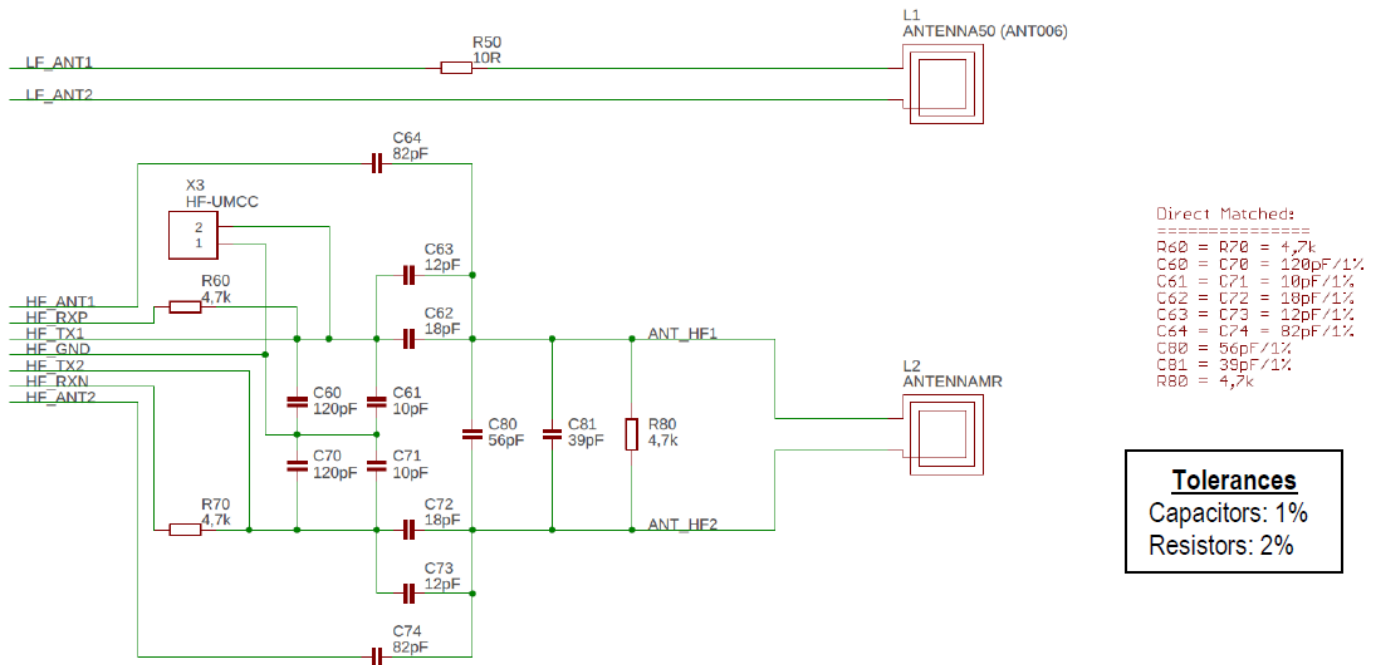 L1
ANTENNA50 (ANT006)
R50
10R
LF_ANT1
LF_ANT2
C64
82pF
X3
HF-UMCC
2
1
C63
12pF
R60
4,7k
HF_ANT1
HF_RXP
HF_TX1
HF_GND
HF_TX2
HF_RXN
HF_ANT2
C62
18pF
ANT_HF1
L2
ANTENNAMR
C60
120pF
C61
10pF
C80
56pF
C81
39pF
R80
4,7k
C70
120pF
C71
10pF
R70
4,7k
C72
18pF
ANT_HF2
C73
12pF
C74
82pF
Direct Matched:
===============
R60 = R70 = 4,7k
C60 = C70 = 120pF/1%
C61 = C71 = 10pF/1%
C62 = C72 = 18pF/1%
C63 = C73 = 12pF/1%
C64 = C74 = 82pF/1%
C80 = 56pF/1%
C81 = 39pF/1%
R80 = 4,7k
Tolerances
Capacitors: 1%
Resistors: 2%